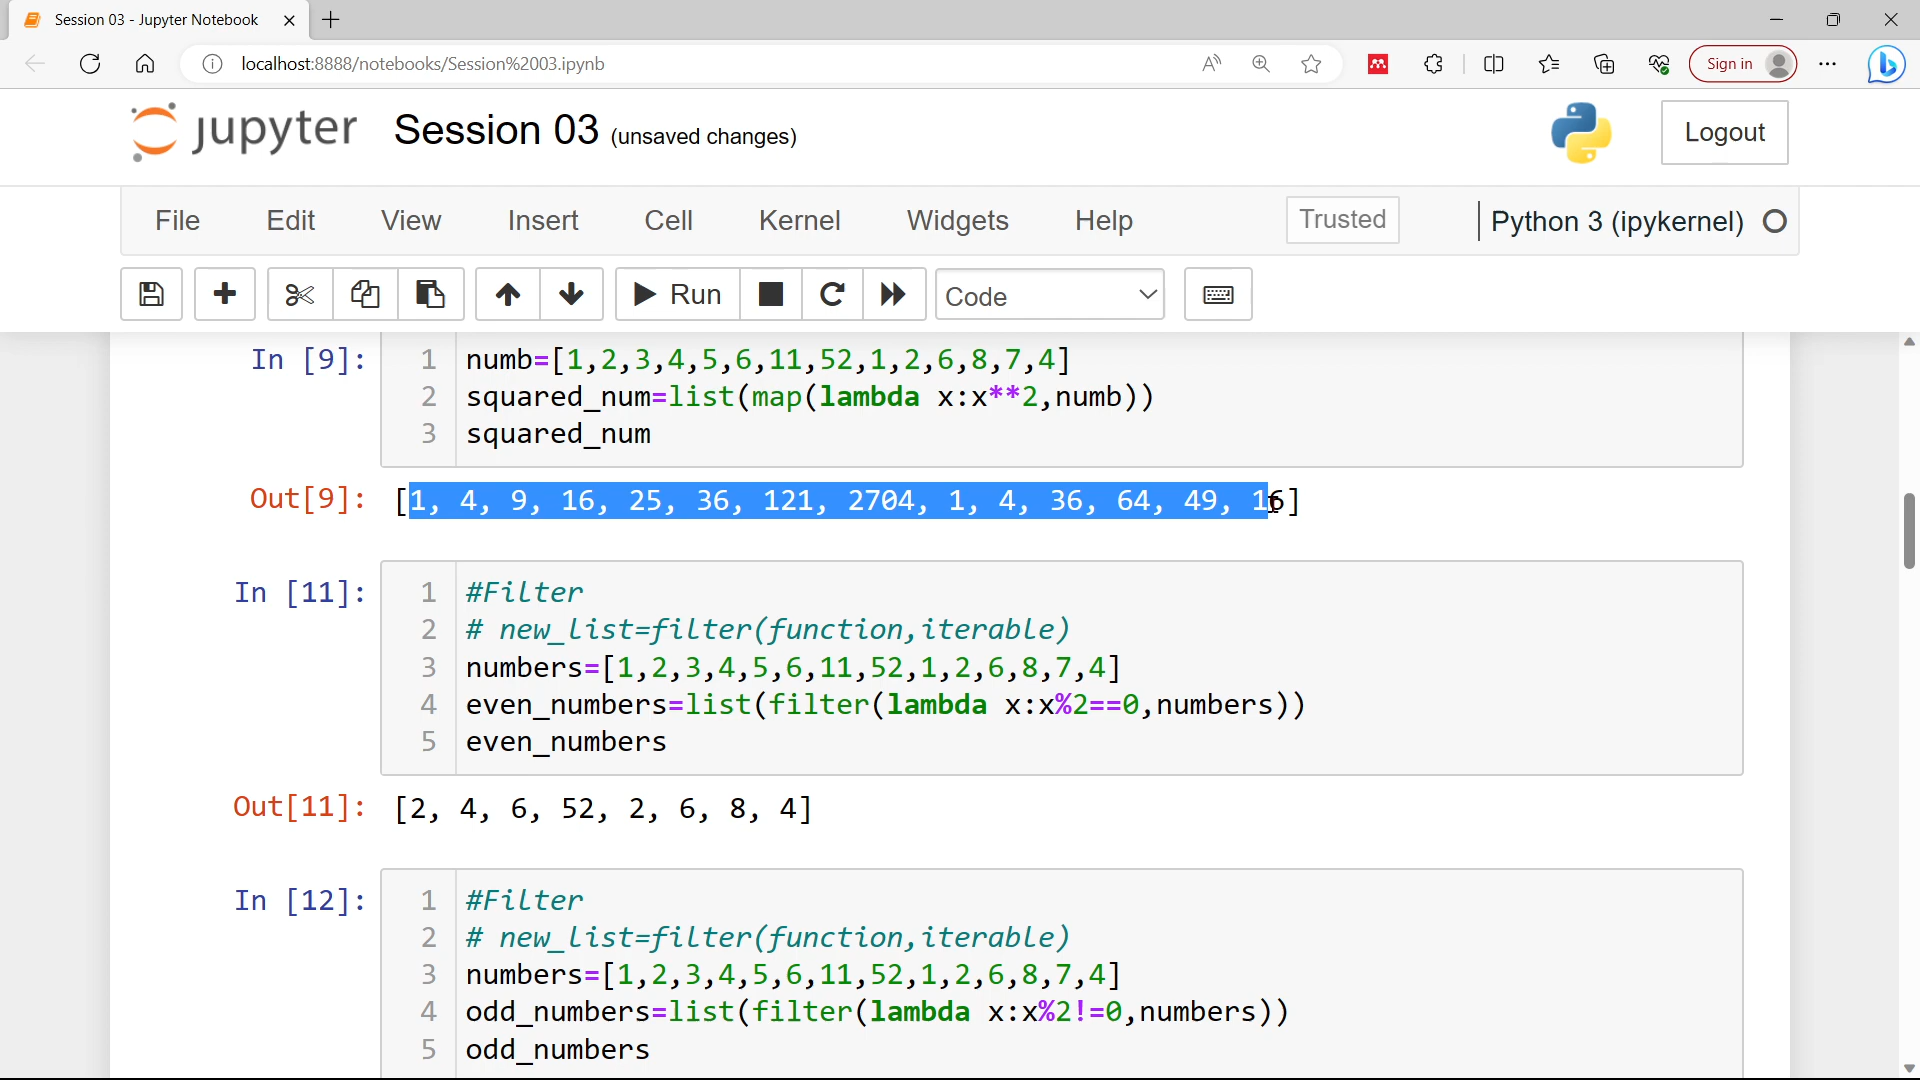 Session 03 - Jupyter Notebook
localhost:8888/notebooks/Session%2003.ipynb
Sign in
jupyter Session 03 (unsaved changes)
Logout
File Edit View Insert Cell Kernel Widgets Help Trusted Python 3 (ipykernel)
Run Code
In [9]: 1 numb=[1,2,3,4,5,6,11,52,1,2,6,8,7,4]
2 squared_num=list(map(lambda x:x**2,numb))
3 squared_num
Out[9]: [1, 4, 9, 16, 25, 36, 121, 2704, 1, 4, 36, 64, 49, 16]
In [11]: 1 #Filter
2 # new_list=filter(function,iterable)
3 numbers=[1,2,3,4,5,6,11,52,1,2,6,8,7,4]
4 even_numbers=list(filter(lambda x:x%2==0,numbers))
5 even_numbers
Out[11]: [2, 4, 6, 52, 2, 6, 8, 4]
In [12]: 1 #Filter
2 # new_list=filter(function,iterable)
3 numbers=[1,2,3,4,5,6,11,52,1,2,6,8,7,4]
4 odd_numbers=list(filter(lambda x:x%2!=0,numbers))
5 odd_numbers